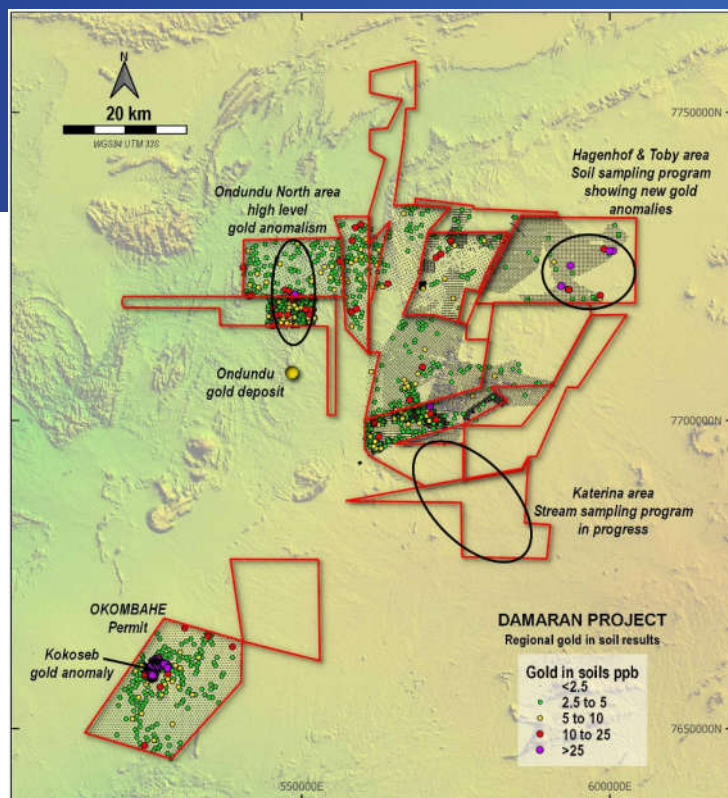 N
20 km
WGS84 UTM 33S
7750000N
Hagenhof & Toby area
Soil sampling program
showing new gold
anomalies
Ondundu North area
high level
gold anomalism
Ondundu
gold deposit
7700000N
Katerina area
Stream sampling program
in progress
OKOMBAHE
Permit
Kokoseb
gold anomaly
DAMARAN PROJECT
Regional gold in soil results
Gold in soils ppb
<2.5
2.5 to 5
5 to 10
10 to 25
>25
7650000N
550000E
600000E